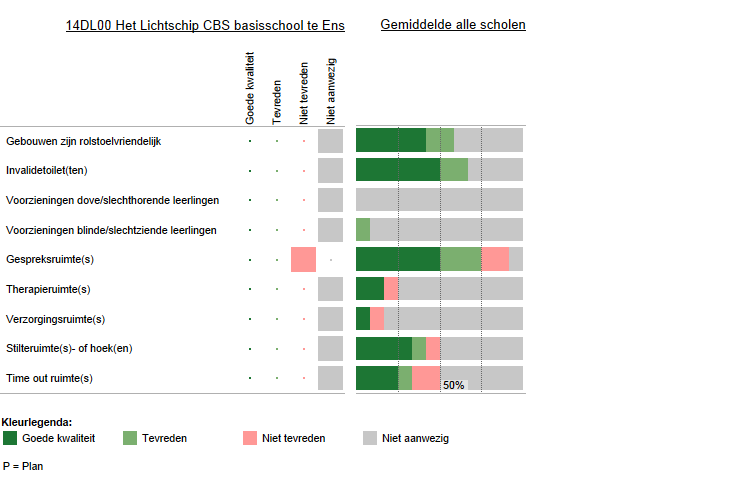 14DL00 Het Lichtschip CBS basisschool te Ens
Gemiddelde alle scholen
Goede kwaliteit
Tevreden
Niet tevreden
Niet aanwezig
Gebouwen zijn rolstoelvriendelijk
Invalidetoilet(ten)
Voorzieningen dove/slechthorende leerlingen
Voorzieningen blinde/slechtziende leerlingen
Gespreksruimte(s)
Therapieruimte(s)
Verzorgingsruimte(s)
Stilteruimte(s)- of hoek(en)
Time out ruimte(s)
50%
Kleurlegenda:
Goede kwaliteit Tevreden Niet tevreden Niet aanwezig
P = Plan